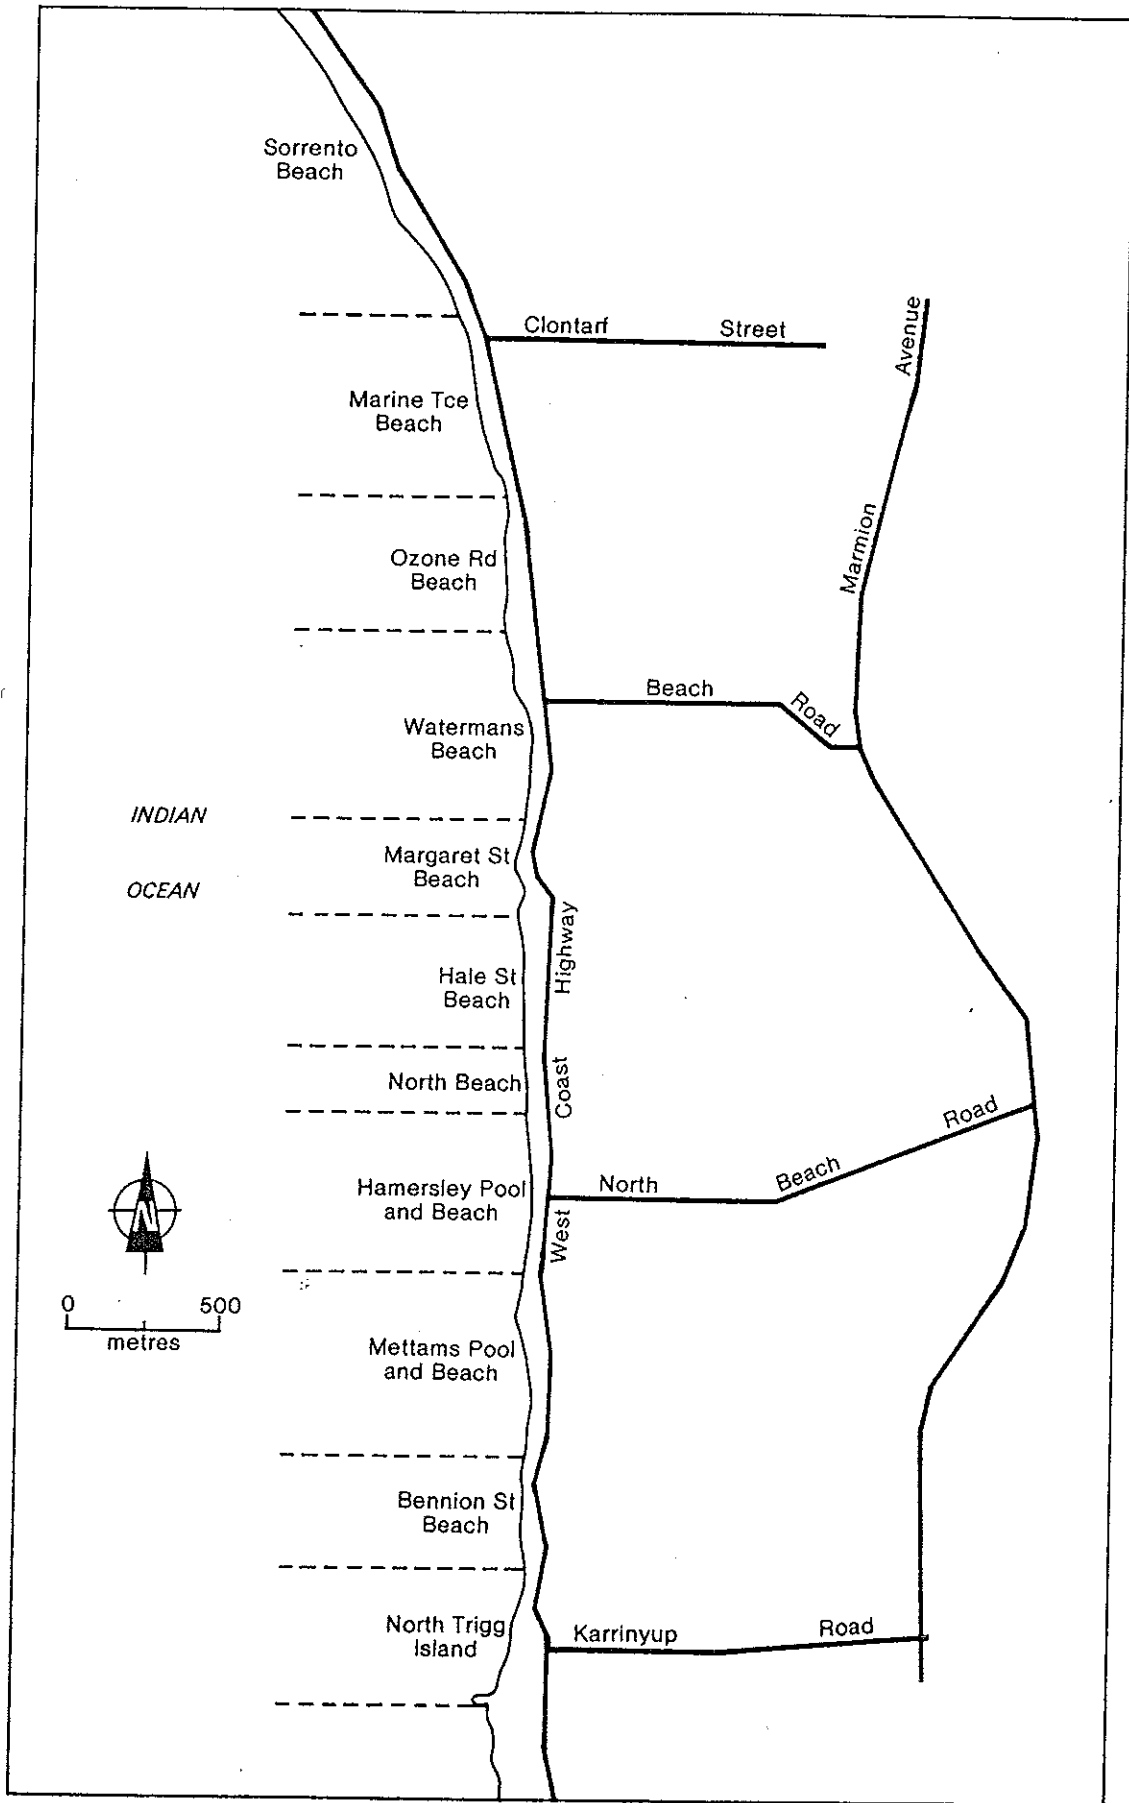 Sorrento
Beach
Clontarf Street
Avenue
Marine Tce
Beach
Marmion
Ozone Rd
Beach
Beach Road
Watermans
Beach
INDIAN
OCEAN
Margaret St
Beach
Highway
Hale St
Beach
Coast
North Beach
North Beach Road
Hamersley Pool
and Beach
West
N
0 500
metres
Mettams Pool
and Beach
Bennion St
Beach
North Trigg
Island
Karrinyup Road